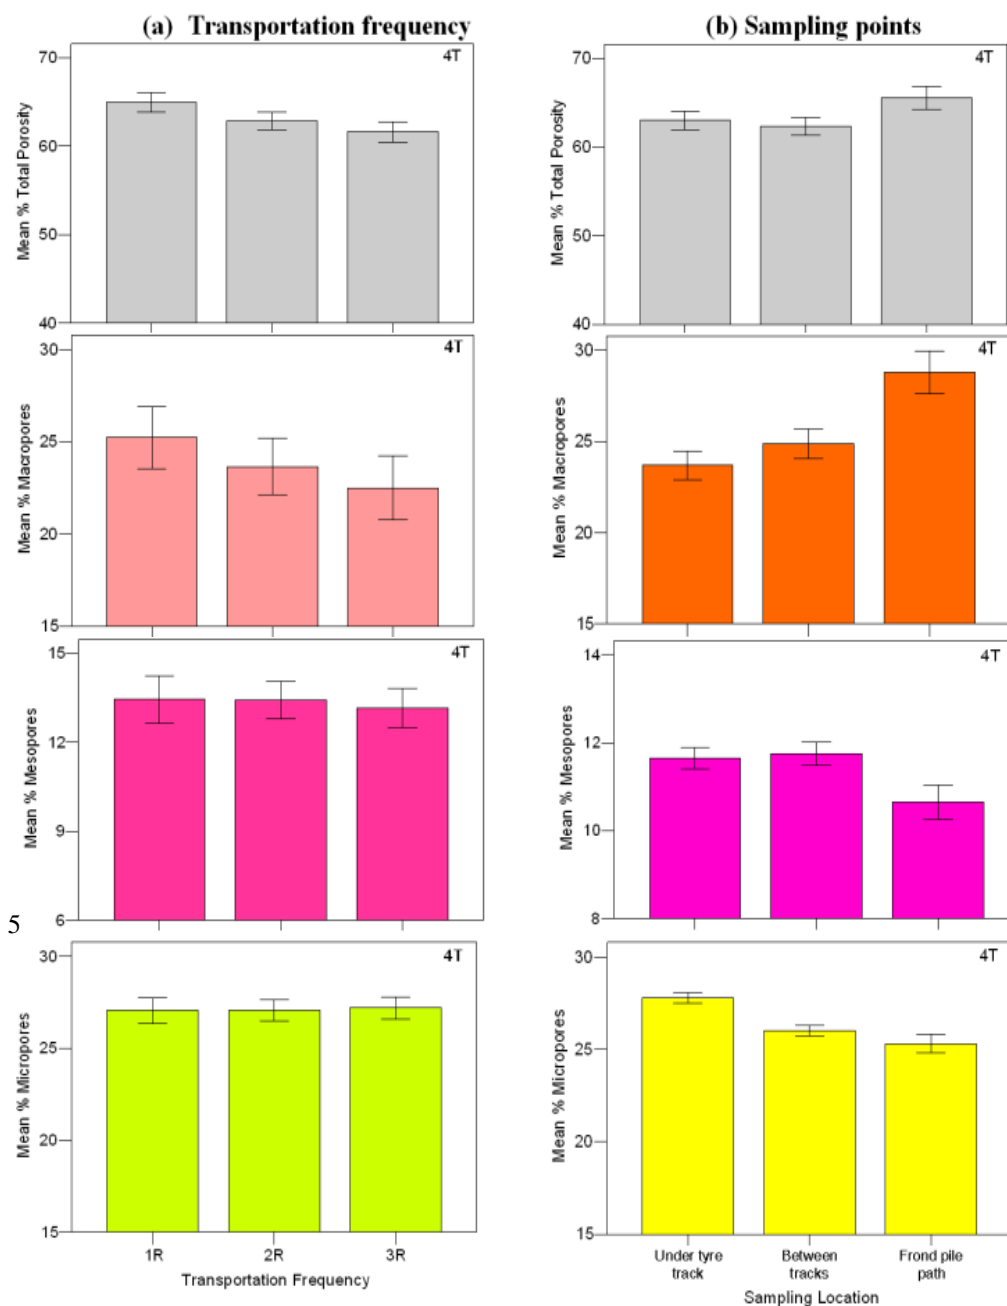 (a) Transportation frequency
(b) Sampling points
4T
70
60
50
40
Mean % Total Porosity
4T
70
60
50
40
Mean % Total Porosity
4T
30
25
20
15
Mean % Macropores
4T
30
25
20
15
Mean % Macropores
4T
15
12
9
6
Mean % Mesopores
4T
14
12
10
8
Mean % Mesopores
5
4T
30
25
20
15
Mean % Micropores
1R 2R 3R
Transportation Frequency
4T
30
25
20
15
Mean % Micropores
Under tyre track
Between tracks
Frond pile path
Sampling Location